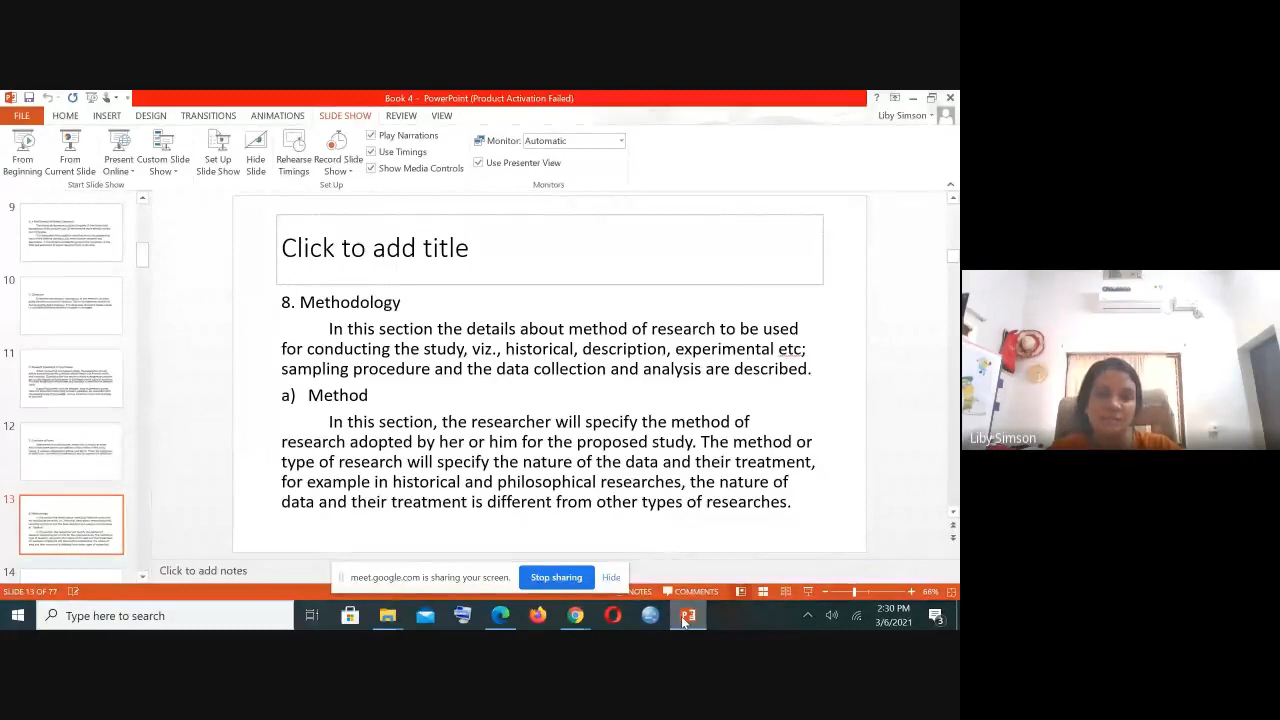 Book 4 - PowerPoint (Product Activation Failed)
FILE HOME INSERT DESIGN TRANSITIONS ANIMATIONS SLIDE SHOW REVIEW VIEW Liby Simson
From Beginning
From Current Slide
Present Online
Custom Slide Show
Set Up Slide Show
Hide Slide
Rehearse Timings
Record Slide Show
Play Narrations
Use Timings
Show Media Controls
Monitor: Automatic
Use Presenter View
Start Slide Show Set Up Monitors
9
10
11
12
13
14
Click to add title
8. Methodology
In this section the details about method of research to be used
for conducting the study, viz., historical, description, experimental etc;
sampling procedure and the data collection and analysis are described.
a) Method
In this section, the researcher will specify the method of
research adopted by her or him for the proposed study. The method or
type of research will specify the nature of the data and their treatment,
for example in historical and philosophical researches, the nature of
data and their treatment is different from other types of researches.
Click to add notes
meet.google.com is sharing your screen. Stop sharing Hide
SLIDE 13 OF 77 NOTES COMMENTS 66%
Type here to search
2:30 PM
3/6/2021
3
Liby Simson